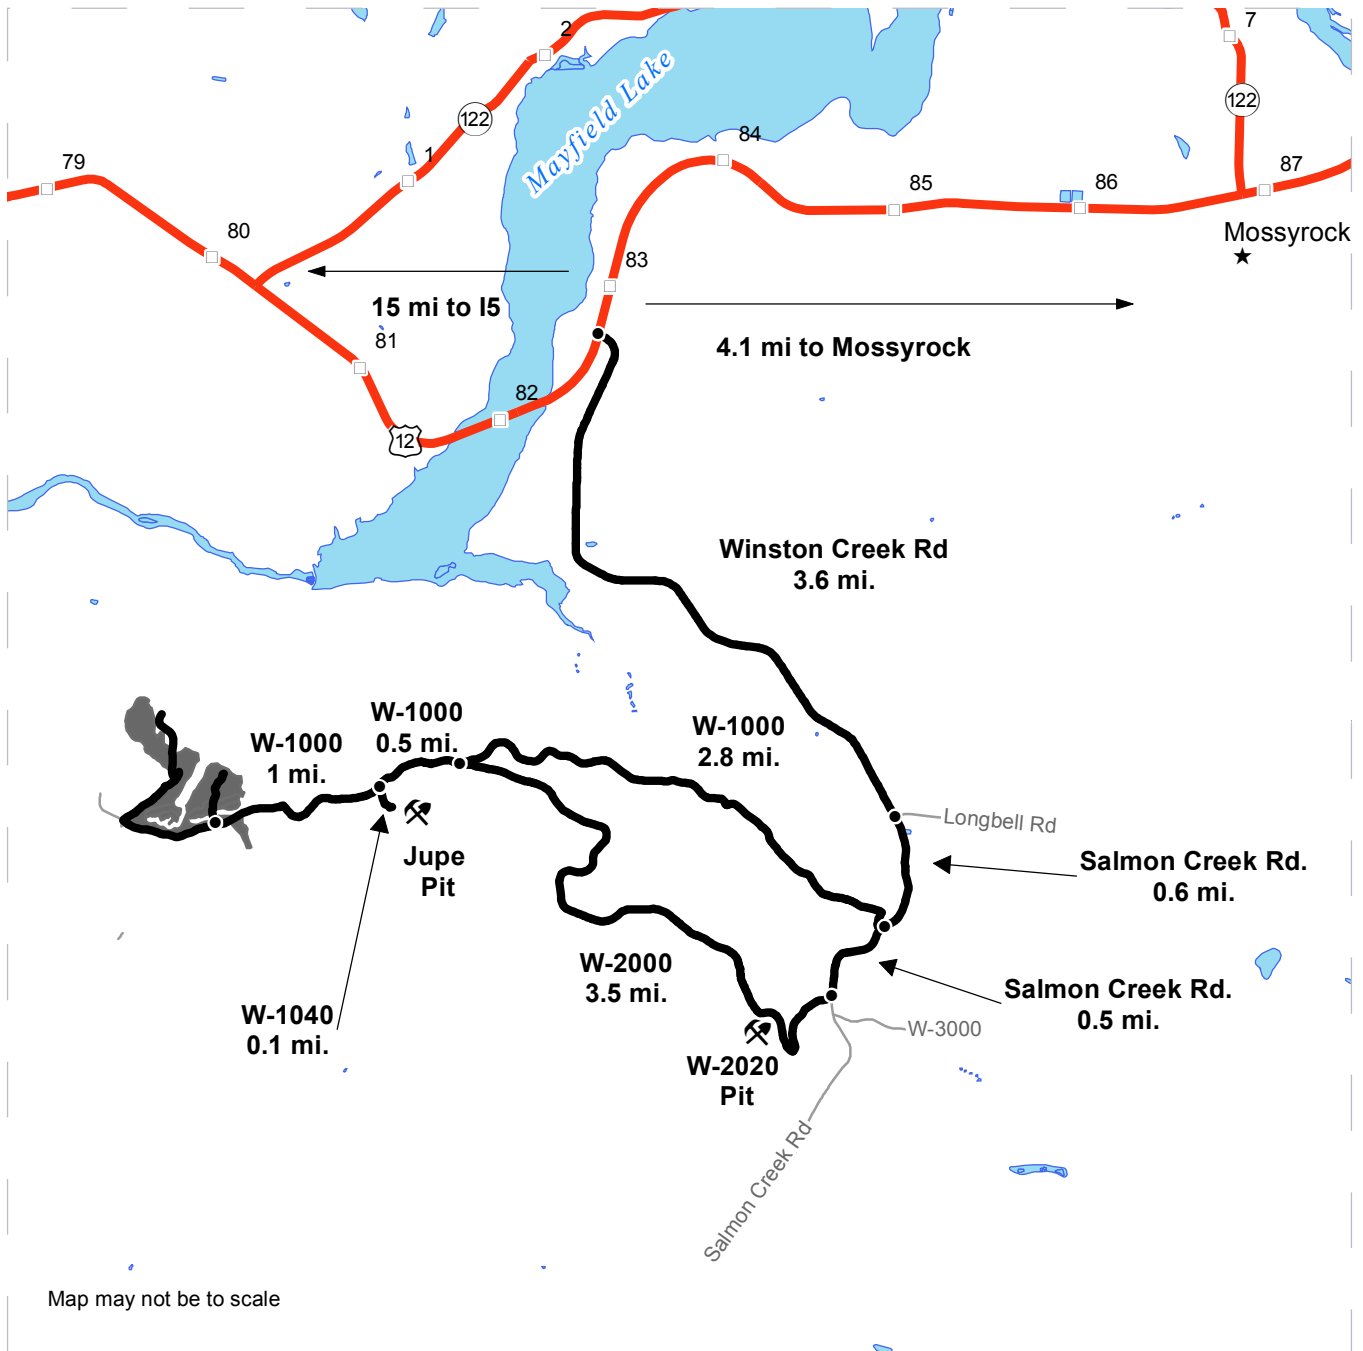 2
7
122
122
Mayfield Lake
84
1
79
87
85
86
80
Mossyrock
83
15 mi to I5
81
4.1 mi to Mossyrock
82
12
Winston Creek Rd
3.6 mi.
W-1000
0.5 mi.
W-1000
2.8 mi.
W-1000
1 mi.
Longbell Rd
Jupe
Pit
Salmon Creek Rd.
0.6 mi.
W-2000
3.5 mi.
Salmon Creek Rd.
0.5 mi.
W-1040
0.1 mi.
W-3000
W-2020
Pit
Salmon Creek Rd
Map may not be to scale